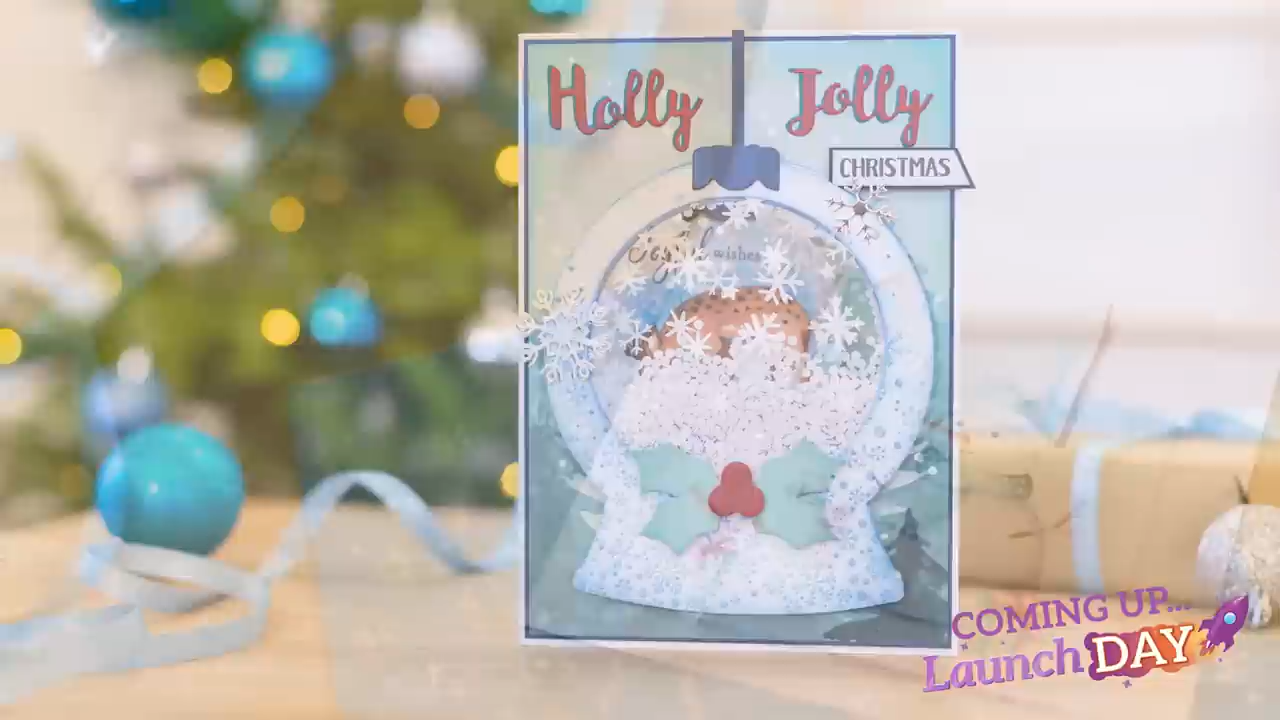 Holly Jolly
CHRISTMAS
wishes
COMING UP...
Launch DAY